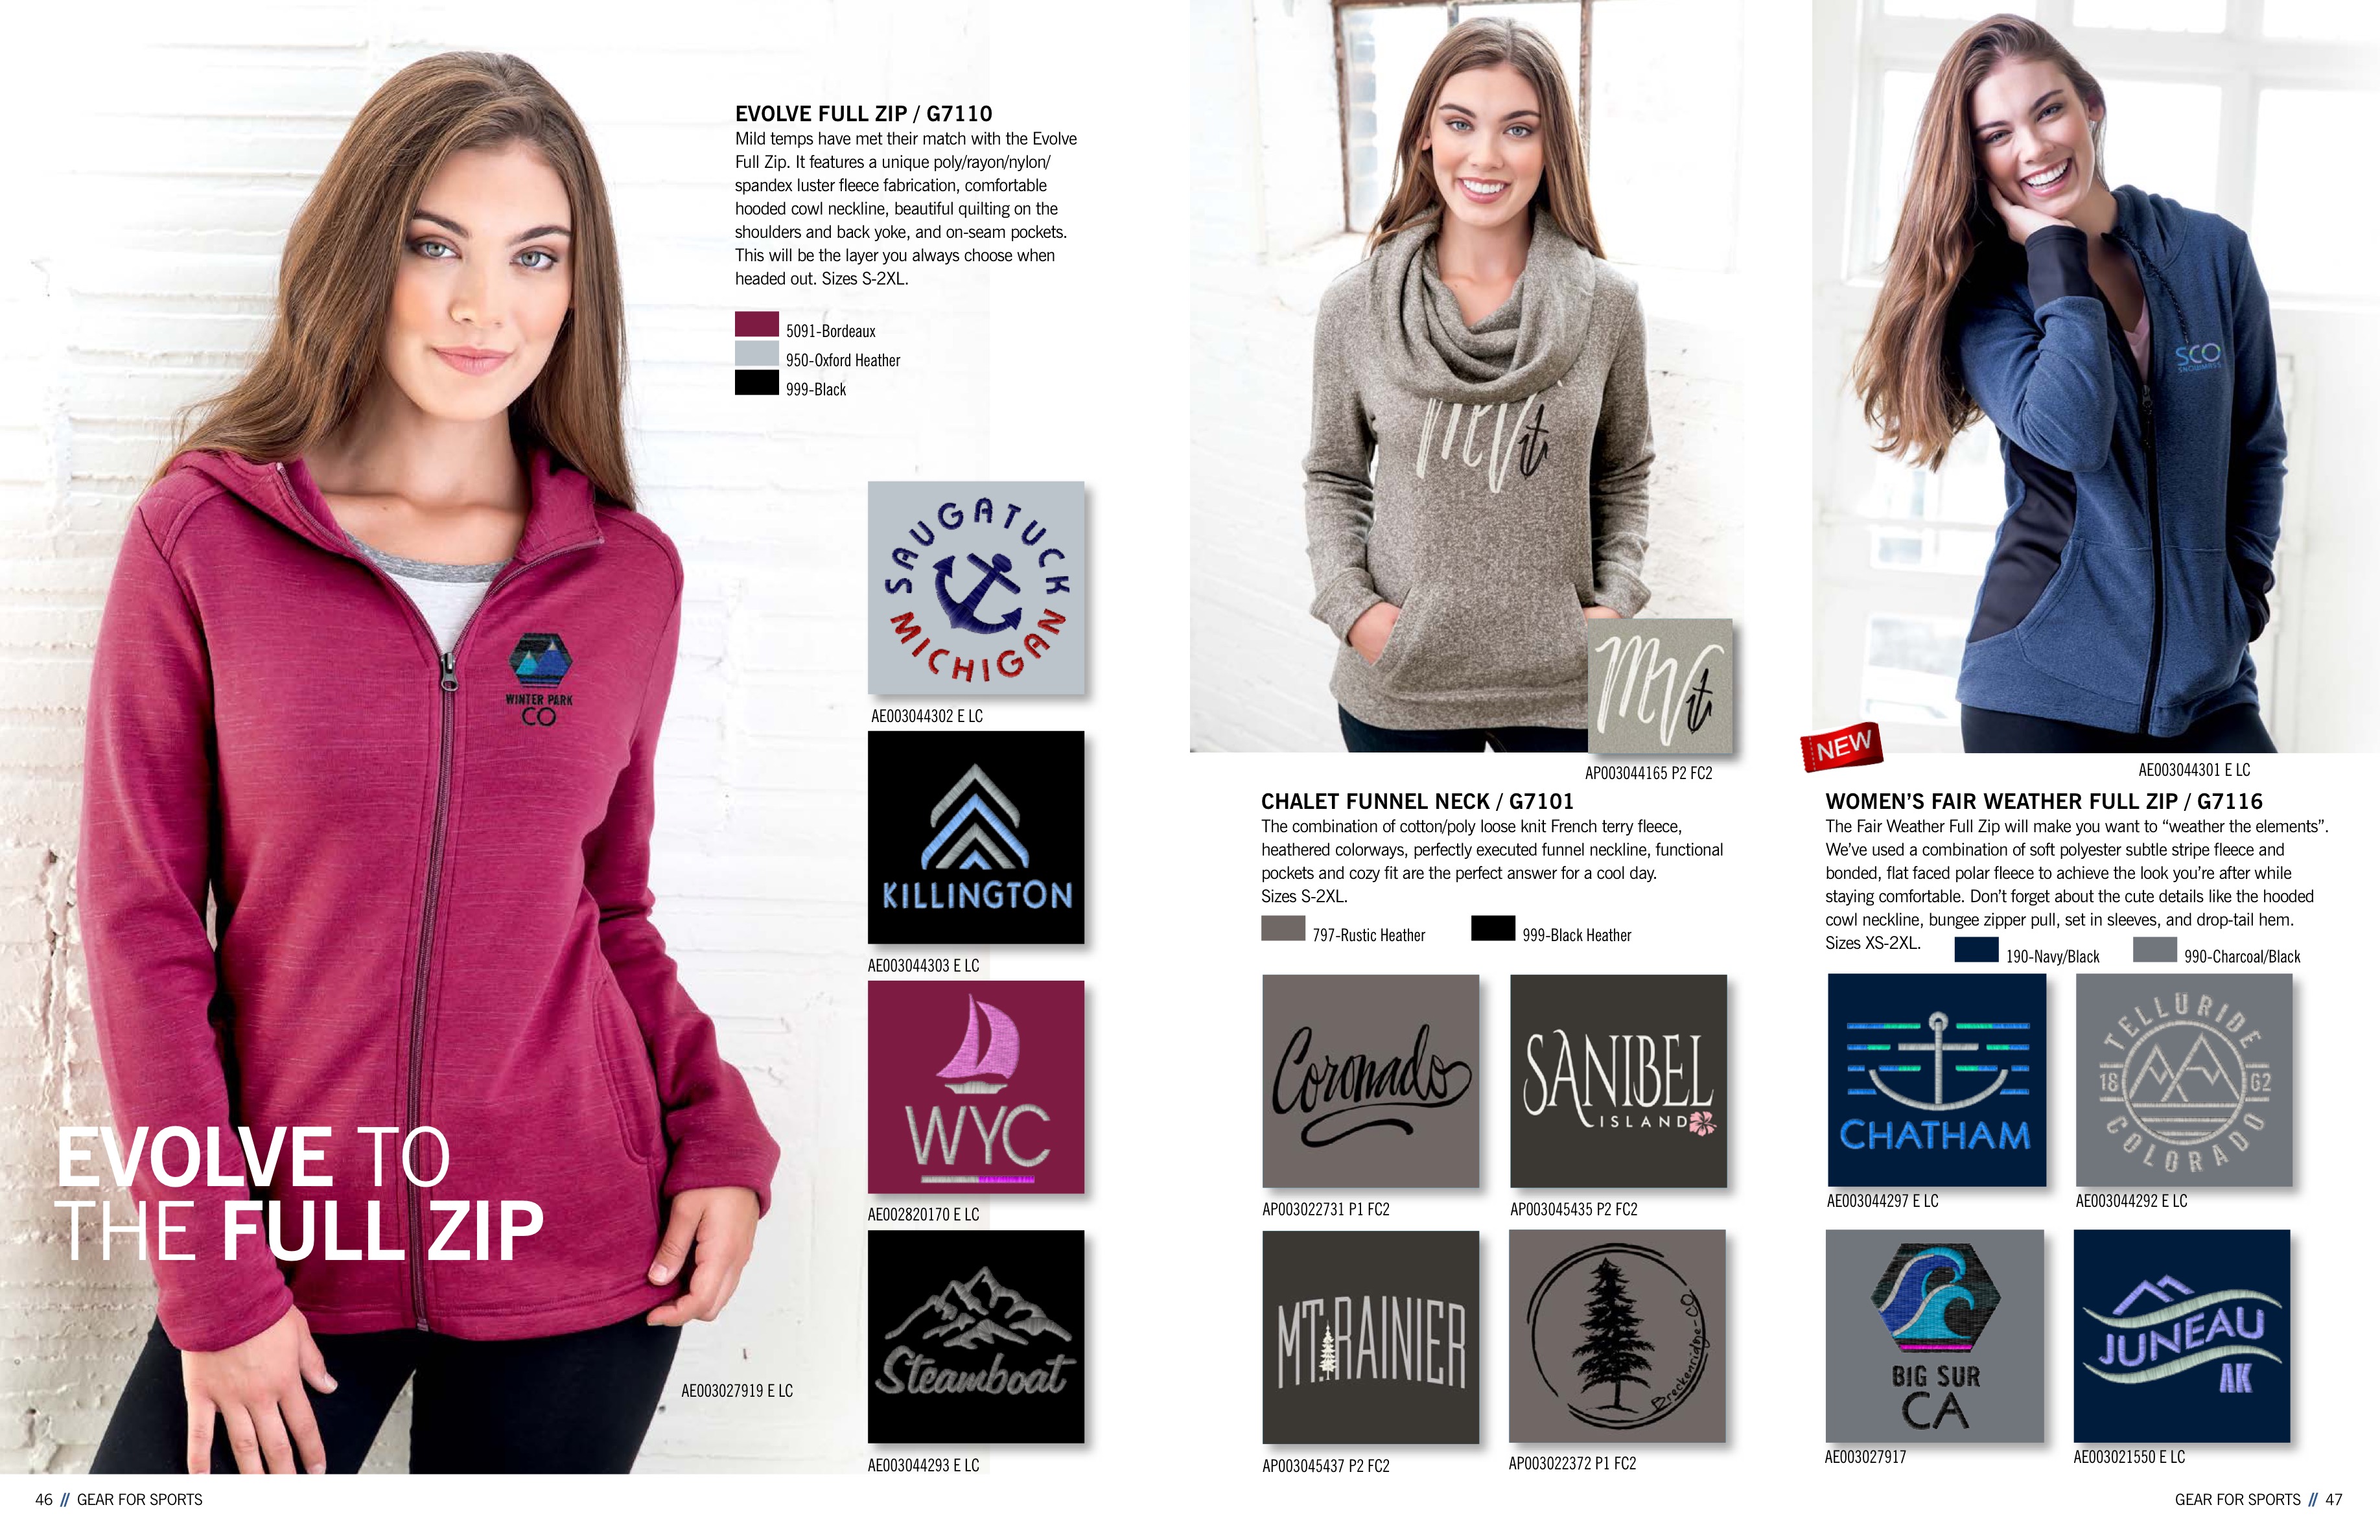 EVOLVE FULL ZIP / G7110
Mild temps have met their match with the Evolve
Full Zip. It features a unique poly/rayon/nylon/
spandex luster fleece fabrication, comfortable
hooded cowl neckline, beautiful quilting on the
shoulders and back yoke, and on-seam pockets.
This will be the layer you always choose when
headed out. Sizes S-2XL.
5091-Bordeaux
950-Oxford Heather
999-Black
WINTER PARK
CO
EVOLVE TO
THE FULL ZIP
AE003027919 E LC
SAUGATUCK
MICHIGAN
AE003044302 E LC
KILLINGTON
AE003044303 E LC
WYC
AE002820170 E LC
Steamboat
AE003044293 E LC
46 // GEAR FOR SPORTS
MVt
MVt
AP003044165 P2 FC2
CHALET FUNNEL NECK / G7101
The combination of cotton/poly loose knit French terry fleece,
heathered colorways, perfectly executed funnel neckline, functional
pockets and cozy fit are the perfect answer for a cool day.
Sizes S-2XL.
797-Rustic Heather
999-Black Heather
Coronado
AP003022731 P1 FC2
SANIBEL
ISLAND
AP003045435 P2 FC2
MT. RAINIER
AP003045437 P2 FC2
Breckenridge-CO
AP003022372 P1 FC2
SCO
SNOWMASS
NEW
AE003044301 E LC
WOMEN'S FAIR WEATHER FULL ZIP / G7116
The Fair Weather Full Zip will make you want to “weather the elements”.
We've used a combination of soft polyester subtle stripe fleece and
bonded, flat faced polar fleece to achieve the look you're after while
staying comfortable. Don't forget about the cute details like the hooded
cowl neckline, bungee zipper pull, set in sleeves, and drop-tail hem.
Sizes XS-2XL.
190-Navy/Black
990-Charcoal/Black
CHATHAM
AE003044297 E LC
TELLURIDE
18 62
COLORADO
AE003044292 E LC
BIG SUR
CA
AE003027917
JUNEAU
AK
AE003021550 E LC
GEAR FOR SPORTS // 47